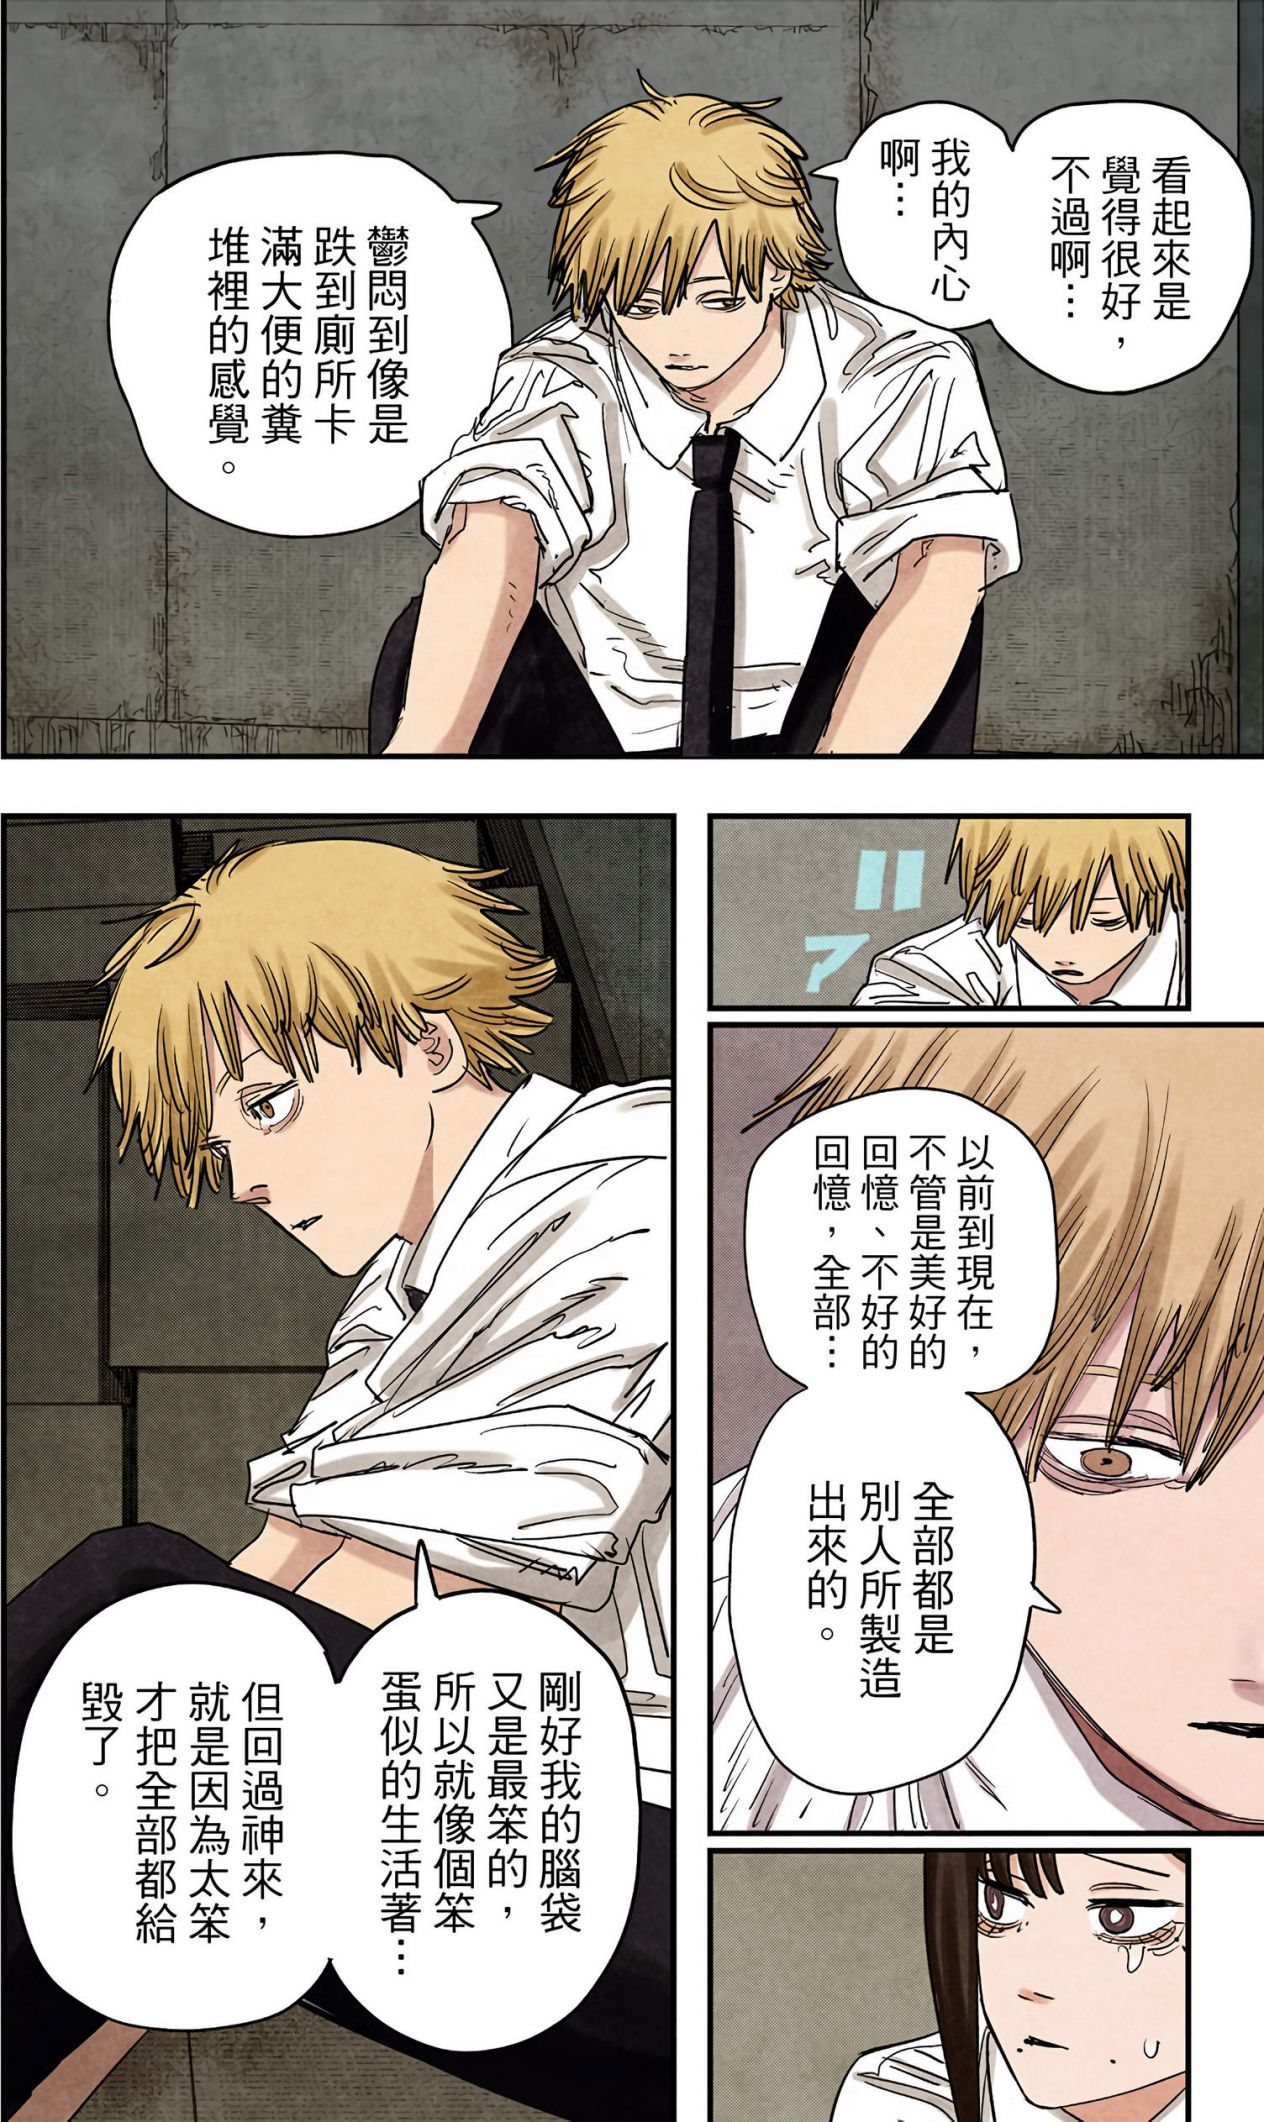 看起來是
覺得很好，
不過啊…
我的內心
啊…
鬱悶到像是
跌到廁所卡
滿大便的糞
堆裡的感覺。
以前到現在，
不管是美好的
回憶、不好的
回憶，全部…
全部都是
別人所製造
出來的。
剛好我的腦袋
又是最笨的，
所以就像個笨
蛋似的生活著…
但回過神來，
就是因為太笨
才把全部都給
毀了。